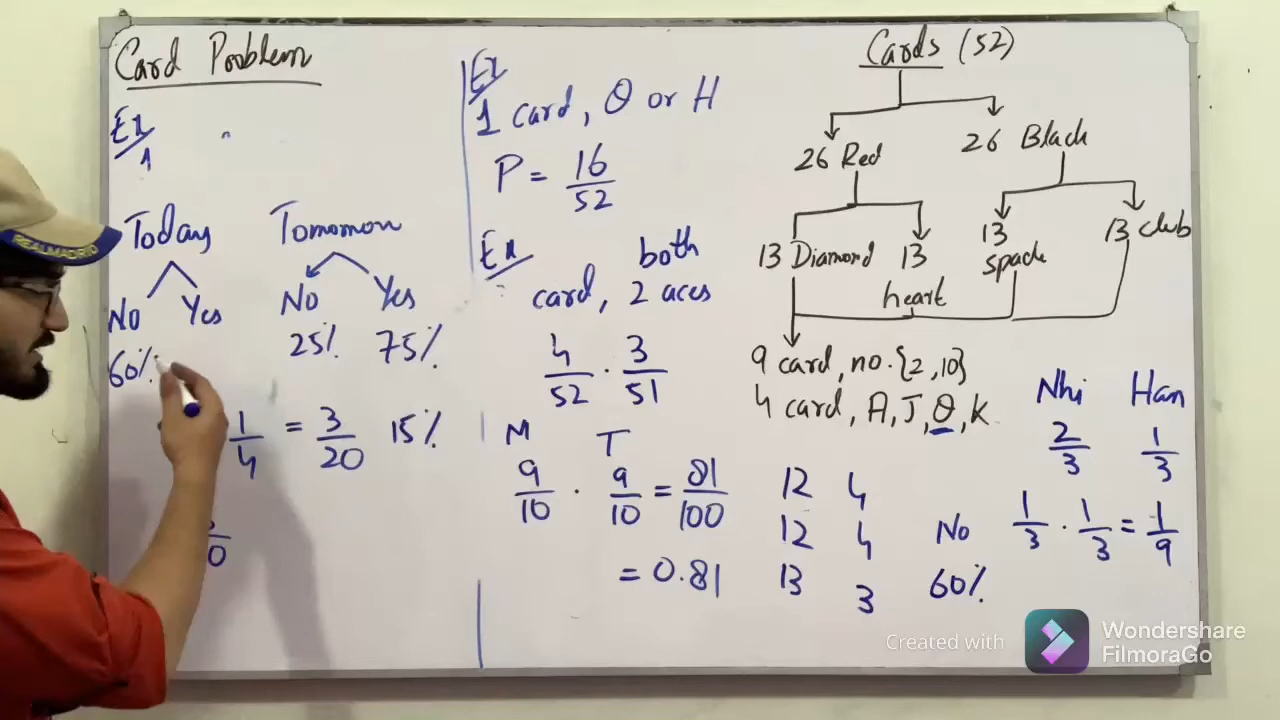 Card Problem
Ex/1
Today Tomorrow
No Yes No Yes
60% 25% 75%
1/4 = 3/20 15%
0
Ex
1 card, Q or H
P = 16/52
Ex both
card, 2 aces
4/52 . 3/51
M T
9/10 . 9/10 = 81/100
= 0.81
Cards (52)
26 Red 26 Black
13 Diamond 13 heart 13 spade 13 club
9 card, no. {2, 10}
4 card, A, J, Q, K
12 4
12 4
13 3
No
60%
Nhi Han
2/3 1/3
1/3 . 1/3 = 1/9
REALMADRID
Created with
Wondershare
FilmoraGo